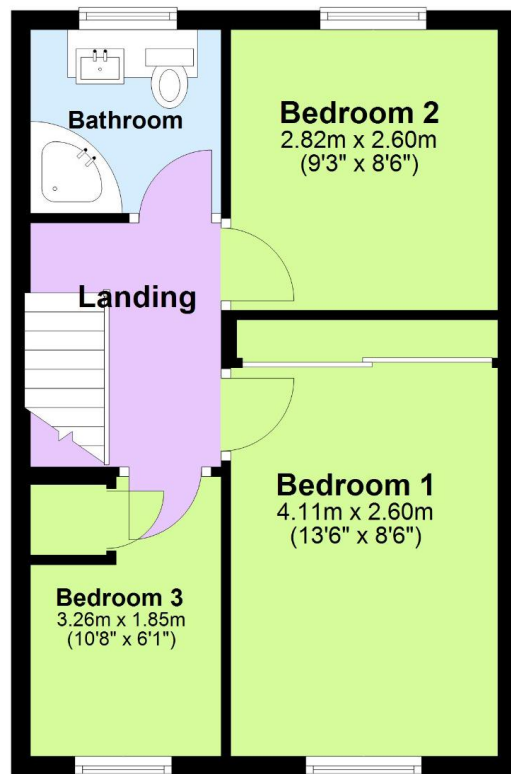 Bathroom
Bedroom 2
2.82m x 2.60m
(9'3" x 8'6")
Landing
Bedroom 1
4.11m x 2.60m
(13'6" x 8'6")
Bedroom 3
3.26m x 1.85m
(10'8" x 6'1")